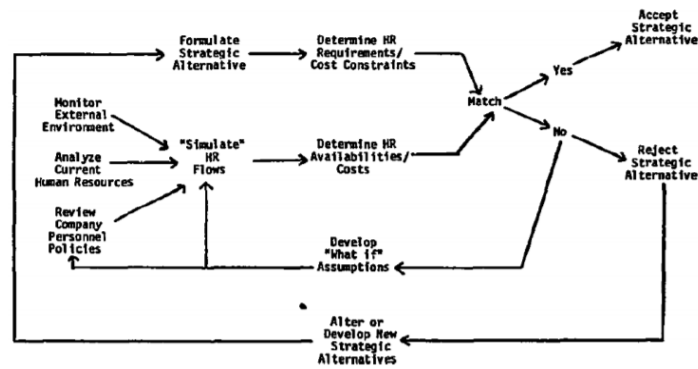 Accept
Strategic
Alternative
Formulate
Strategic
Alternative
Determine HR
Requirements/
Cost Constraints
Yes
Match
Monitor
External
Environment
No
"Simulate"
HR
Flows
Determine HR
Availabilities/
Costs
Analyze
Current
Human Resources
Reject
Strategic
Alternative
Review
Company
Personnel
Policies
Develop
"What if"
Assumptions
Alter or
Develop New
Strategic
Alternatives